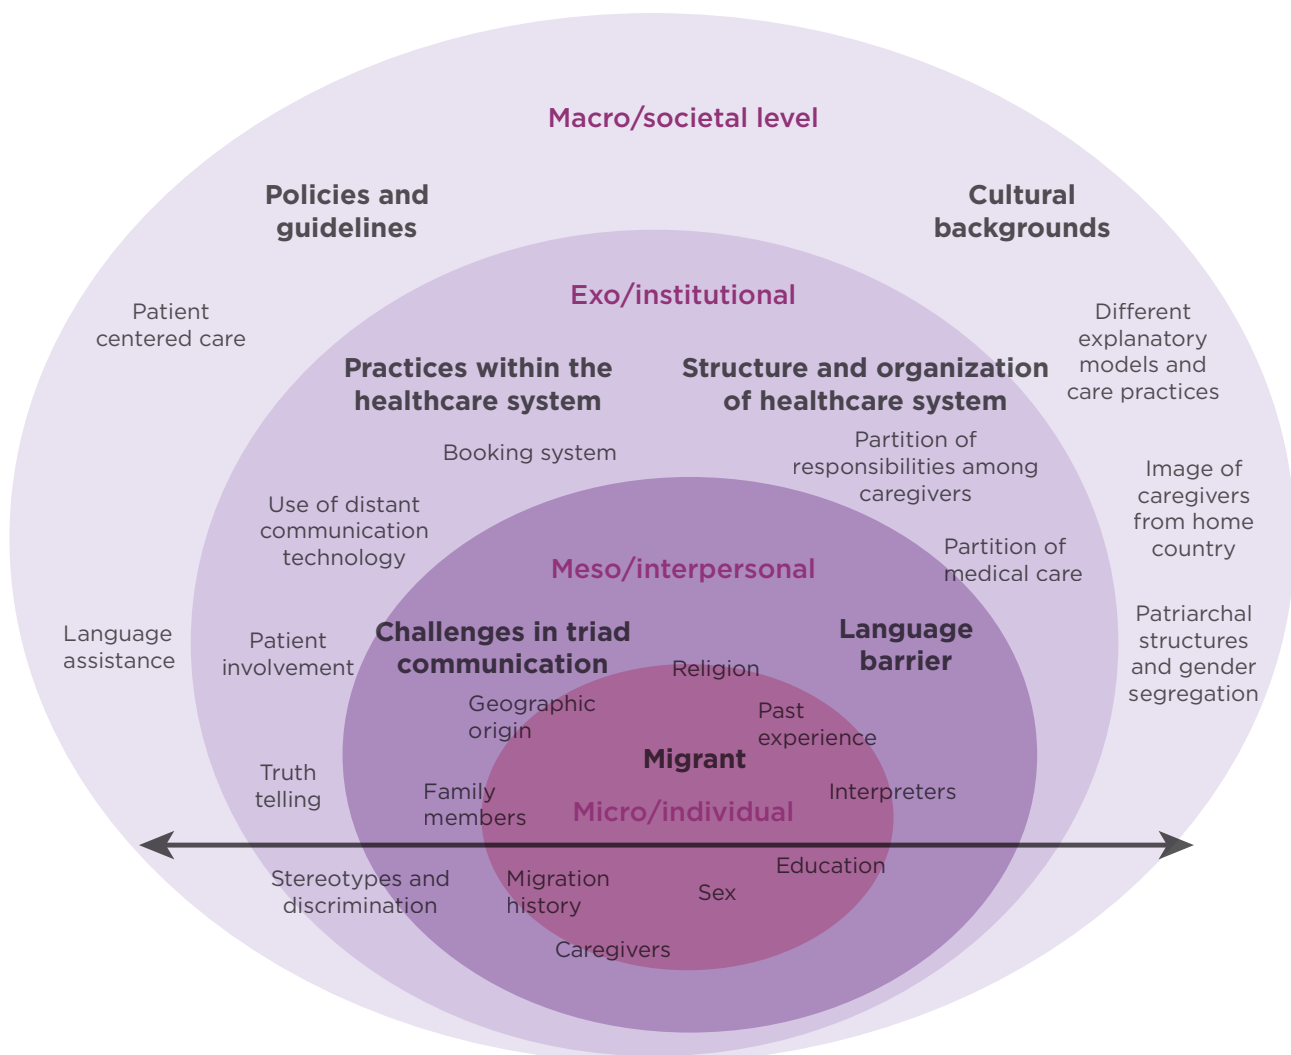 Macro/societal level
Policies and
guidelines
Cultural
backgrounds
Exo/institutional
Patient
centered care
Different
explanatory
models and
care practices
Practices within the
healthcare system
Structure and organization
of healthcare system
Booking system
Partition of
responsibilities among
caregivers
Image of
caregivers
from home
country
Use of distant
communication
technology
Partition of
medical care
Meso/interpersonal
Language
assistance
Patient
involvement
Challenges in triad
communication
Language
barrier
Patriarchal
structures
and gender
segregation
Religion
Geographic
origin
Past
experience
Migrant
Truth
telling
Family
members
Interpreters
Micro/individual
Stereotypes and
discrimination
Migration
history
Sex
Education
Caregivers